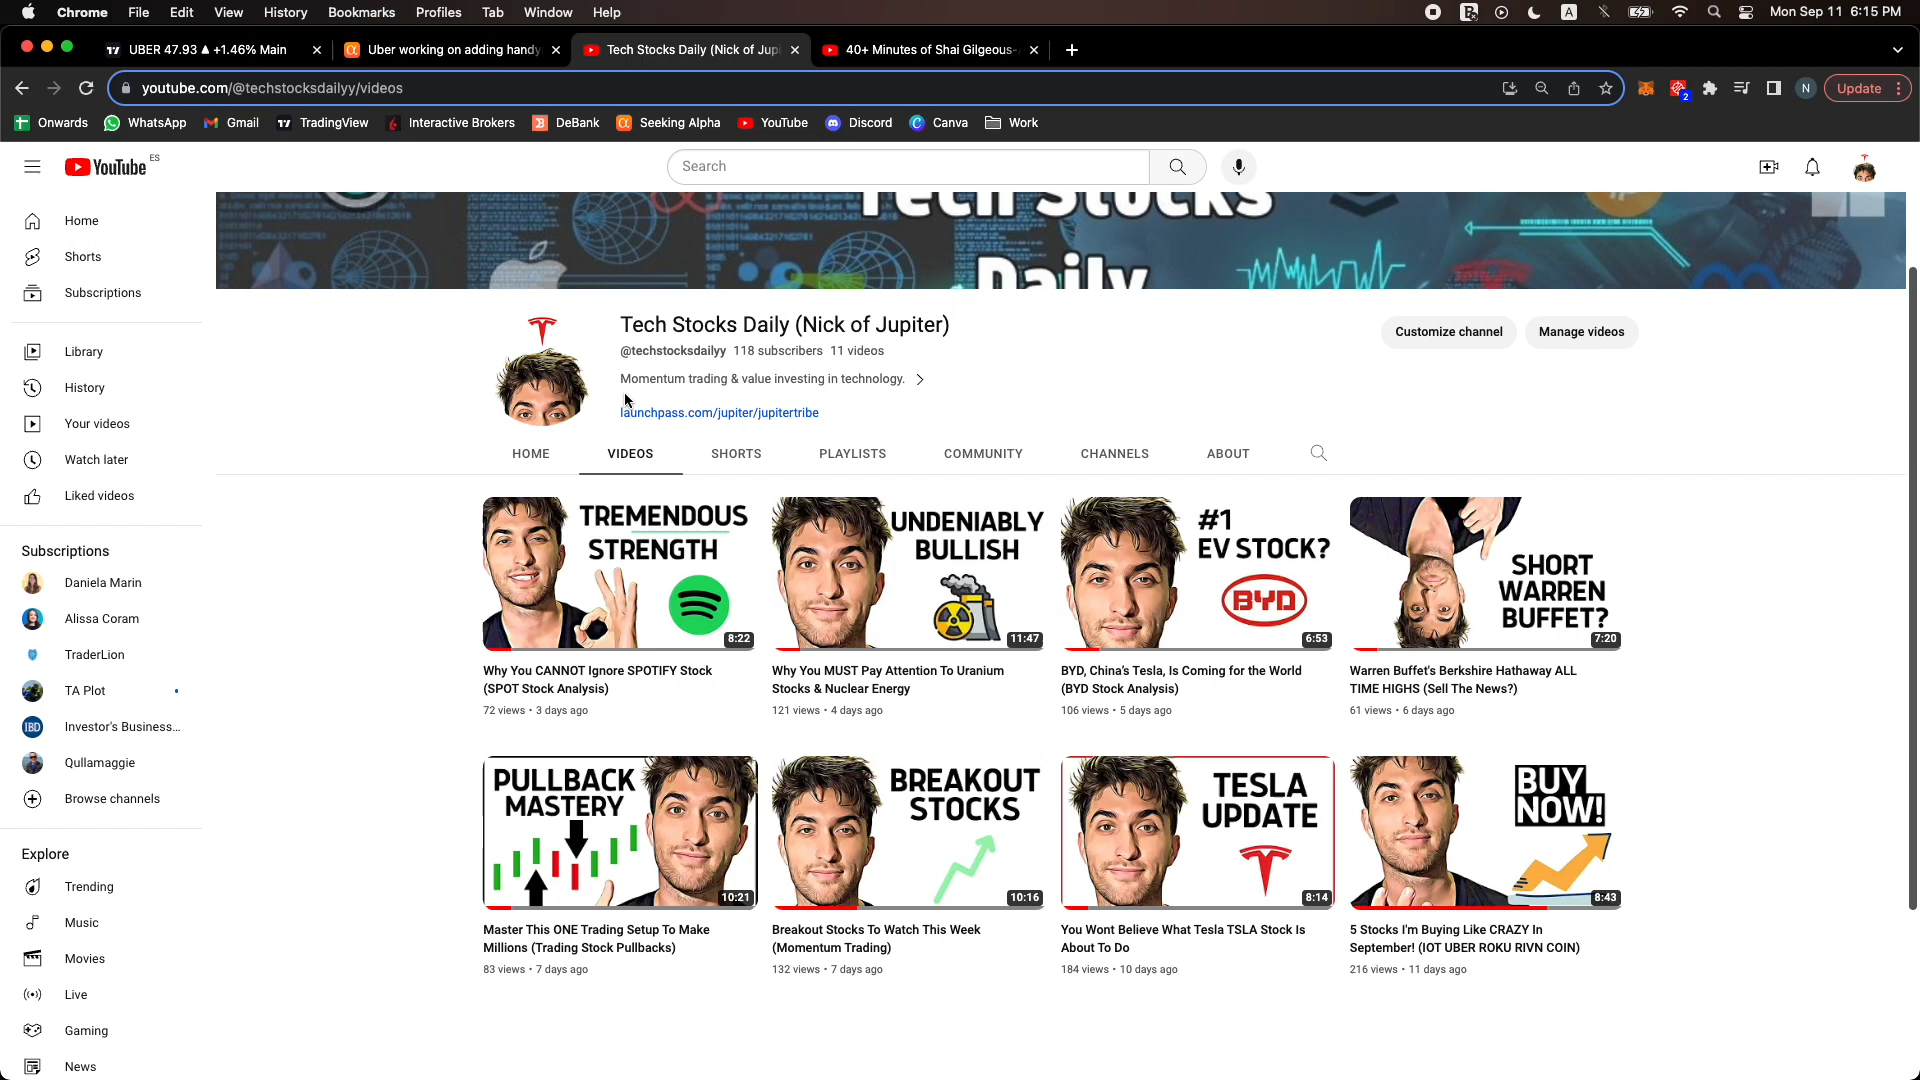 Chrome File Edit View History Bookmarks Profiles Tab Window Help
A
Mon Sep 11 6:15 PM
UBER 47.93 ▲ +1.46% Main
Uber working on adding handy
Tech Stocks Daily (Nick of Jupi
40+ Minutes of Shai Gilgeous-
youtube.com/@techstocksdailyy/videos
2
N
Update
Onwards WhatsApp Gmail TradingView Interactive Brokers DeBank Seeking Alpha YouTube Discord Canva Work
YouTube ES
Search
Home
Shorts
Subscriptions
Library
History
Your videos
Watch later
Liked videos
Subscriptions
Daniela Marin
Alissa Coram
TraderLion
TA Plot
IBD Investor's Business...
Qullamaggie
Browse channels
Explore
Trending
Music
Movies
Live
Gaming
News
Tech Stocks
Daily
Tech Stocks Daily (Nick of Jupiter)
@techstocksdailyy 118 subscribers 11 videos
Momentum trading & value investing in technology.
launchpass.com/jupiter/jupitertribe
Customize channel Manage videos
HOME VIDEOS SHORTS PLAYLISTS COMMUNITY CHANNELS ABOUT
TREMENDOUS
STRENGTH
8:22
Why You CANNOT Ignore SPOTIFY Stock
(SPOT Stock Analysis)
72 views • 3 days ago
UNDENIABLY
BULLISH
11:47
Why You MUST Pay Attention To Uranium
Stocks & Nuclear Energy
121 views • 4 days ago
#1
EV STOCK?
BYD
6:53
BYD, China's Tesla, Is Coming for the World
(BYD Stock Analysis)
106 views • 5 days ago
SHORT
WARREN
BUFFET?
7:20
Warren Buffet's Berkshire Hathaway ALL
TIME HIGHS (Sell The News?)
61 views • 6 days ago
PULLBACK
MASTERY
10:21
Master This ONE Trading Setup To Make
Millions (Trading Stock Pullbacks)
83 views • 7 days ago
BREAKOUT
STOCKS
10:16
Breakout Stocks To Watch This Week
(Momentum Trading)
132 views • 7 days ago
TESLA
UPDATE
8:14
You Wont Believe What Tesla TSLA Stock Is
About To Do
184 views • 10 days ago
BUY
NOW!
8:43
5 Stocks I'm Buying Like CRAZY In
September! (IOT UBER ROKU RIVN COIN)
216 views • 11 days ago